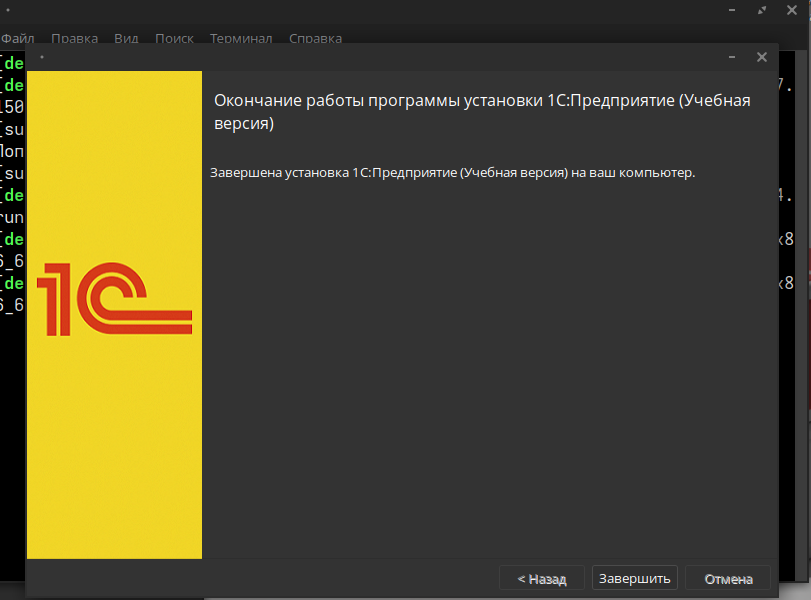 Файл Правка Вид Поиск Терминал Справка
[de
[de 7.
150
[su
Поп
[su
[de 4.
run
[de x8
6_6
[de x8
6_6
Окончание работы программы установки 1С:Предприятие (Учебная
версия)
Завершена установка 1С:Предприятие (Учебная версия) на ваш компьютер.
1С
< Назад Завершить Отмена